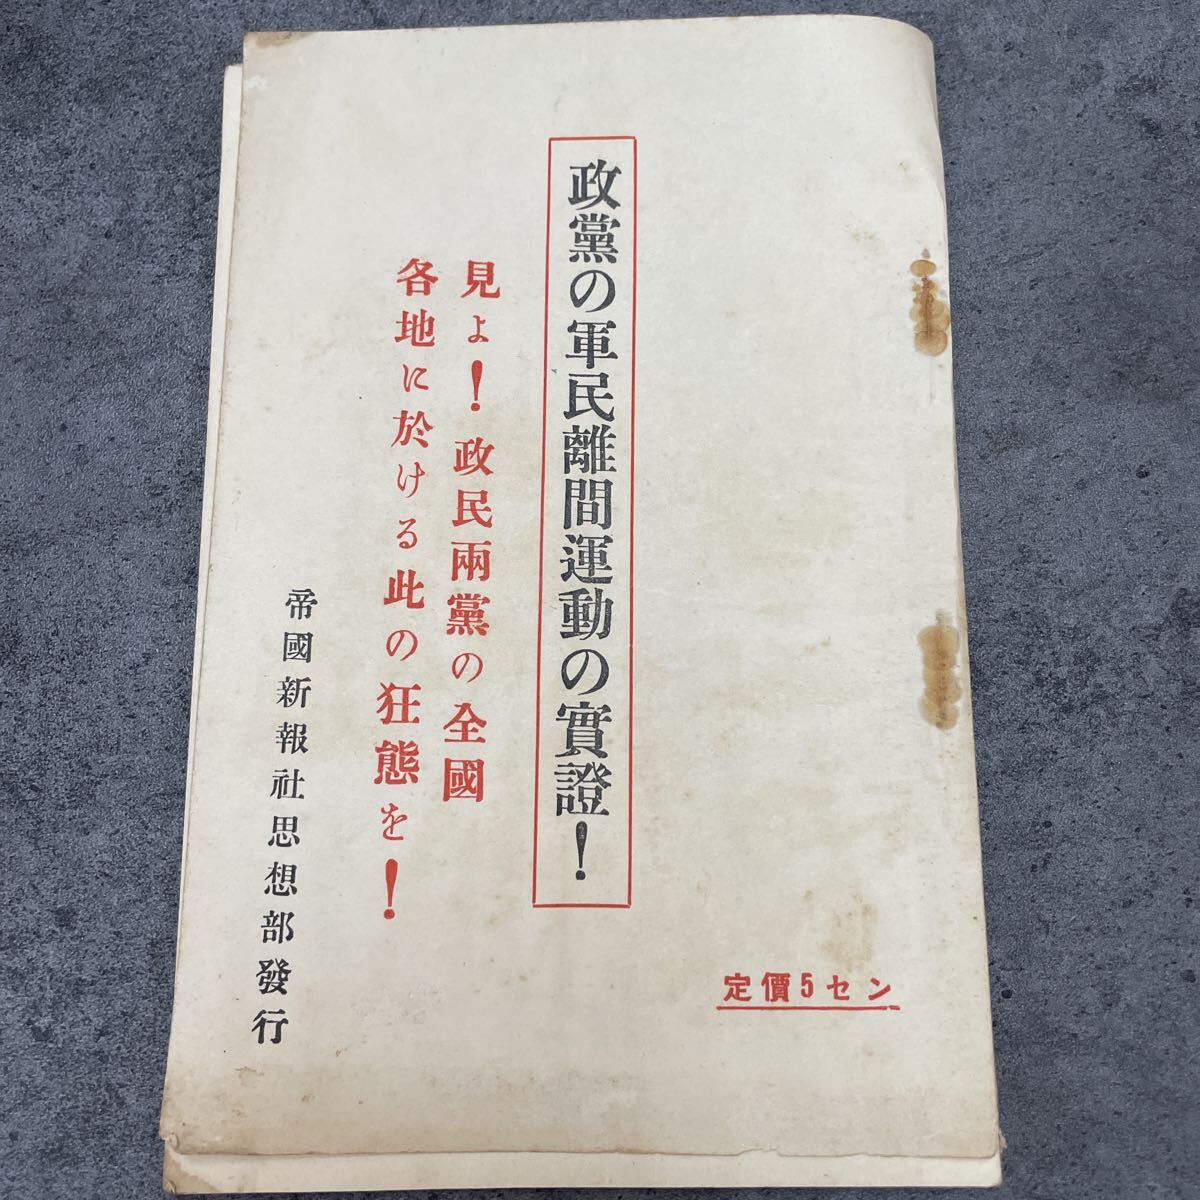 政黨の軍民離間運動の實證！
見よ！政民兩黨の全國
各地に於ける此の狂態を！
帝國新報社思想部發行
定價5セン